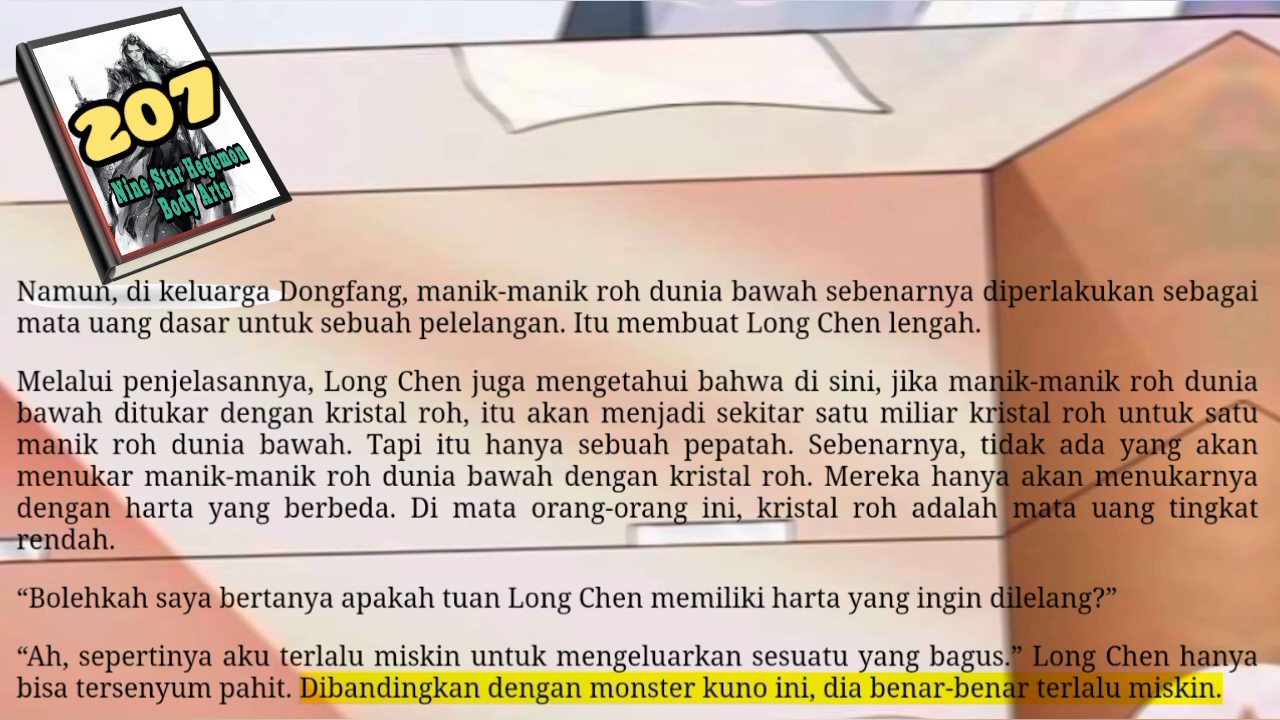 207
Nine Star Hegemon
Body Arts
Namun, di keluarga Dongfang, manik-manik roh dunia bawah sebenarnya diperlakukan sebagai
mata uang dasar untuk sebuah pelelangan. Itu membuat Long Chen lengah.
Melalui penjelasannya, Long Chen juga mengetahui bahwa di sini, jika manik-manik roh dunia
bawah ditukar dengan kristal roh, itu akan menjadi sekitar satu miliar kristal roh untuk satu
manik roh dunia bawah. Tapi itu hanya sebuah pepatah. Sebenarnya, tidak ada yang akan
menukar manik-manik roh dunia bawah dengan kristal roh. Mereka hanya akan menukarnya
dengan harta yang berbeda. Di mata orang-orang ini, kristal roh adalah mata uang tingkat
rendah.
“Bolehkah saya bertanya apakah tuan Long Chen memiliki harta yang ingin dilelang?”
“Ah, sepertinya aku terlalu miskin untuk mengeluarkan sesuatu yang bagus.” Long Chen hanya
bisa tersenyum pahit. Dibandingkan dengan monster kuno ini, dia benar-benar terlalu miskin.